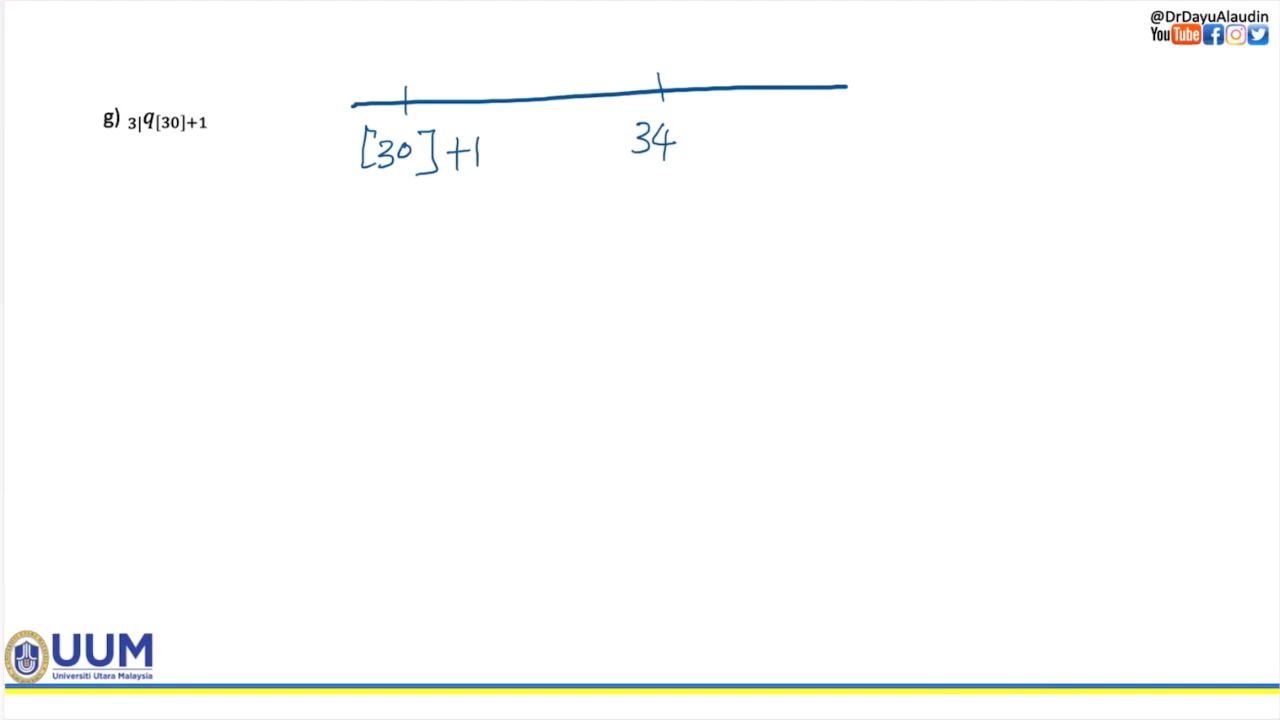 @DrDayuAlaudin
YouTube
g) ₃|q[30]+1
[30]+1 34
UUM
Universiti Utara Malaysia